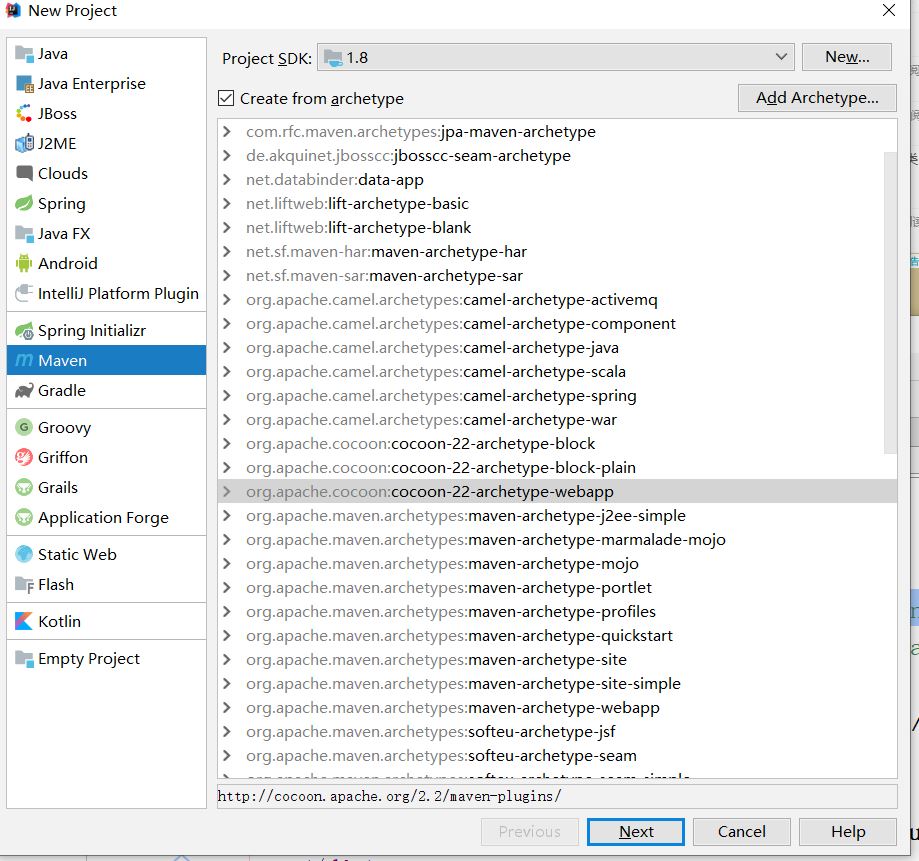 New Project
Java
Java Enterprise
JBoss
J2ME
Clouds
Spring
Java FX
Android
IntelliJ Platform Plugin
Spring Initializr
Maven
Gradle
Groovy
Griffon
Grails
Application Forge
Static Web
Flash
Kotlin
Empty Project
Project SDK: 1.8 New...
Create from archetype Add Archetype...
com.rfc.maven.archetypes:jpa-maven-archetype
de.akquinet.jbosscc:jbosscc-seam-archetype
net.databinder:data-app
net.liftweb:lift-archetype-basic
net.liftweb:lift-archetype-blank
net.sf.maven-har:maven-archetype-har
net.sf.maven-sar:maven-archetype-sar
org.apache.camel.archetypes:camel-archetype-activemq
org.apache.camel.archetypes:camel-archetype-component
org.apache.camel.archetypes:camel-archetype-java
org.apache.camel.archetypes:camel-archetype-scala
org.apache.camel.archetypes:camel-archetype-spring
org.apache.camel.archetypes:camel-archetype-war
org.apache.cocoon:cocoon-22-archetype-block
org.apache.cocoon:cocoon-22-archetype-block-plain
org.apache.cocoon:cocoon-22-archetype-webapp
org.apache.maven.archetypes:maven-archetype-j2ee-simple
org.apache.maven.archetypes:maven-archetype-marmalade-mojo
org.apache.maven.archetypes:maven-archetype-mojo
org.apache.maven.archetypes:maven-archetype-portlet
org.apache.maven.archetypes:maven-archetype-profiles
org.apache.maven.archetypes:maven-archetype-quickstart
org.apache.maven.archetypes:maven-archetype-site
org.apache.maven.archetypes:maven-archetype-site-simple
org.apache.maven.archetypes:maven-archetype-webapp
org.apache.maven.archetypes:softeu-archetype-jsf
org.apache.maven.archetypes:softeu-archetype-seam
http://cocoon.apache.org/2.2/maven-plugins/
Previous Next Cancel Help